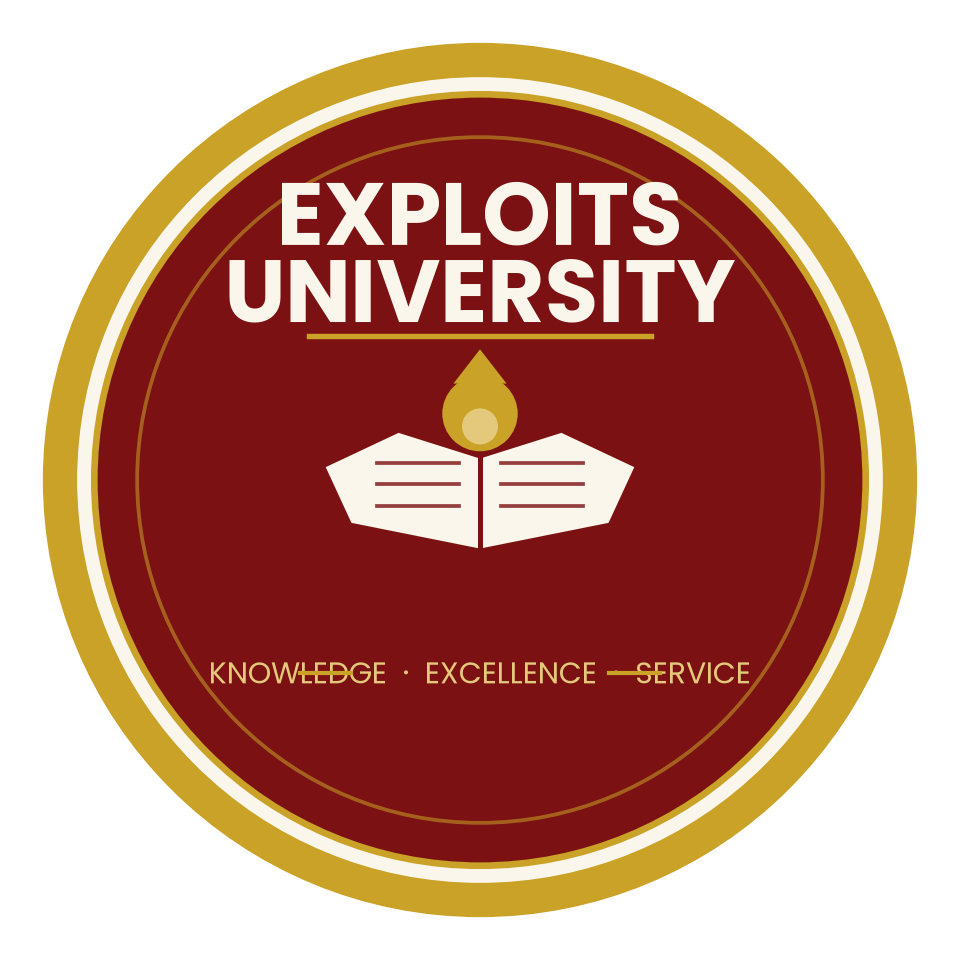 EXPLOITS
UNIVERSITY
KNOWLEDGE · EXCELLENCE · SERVICE